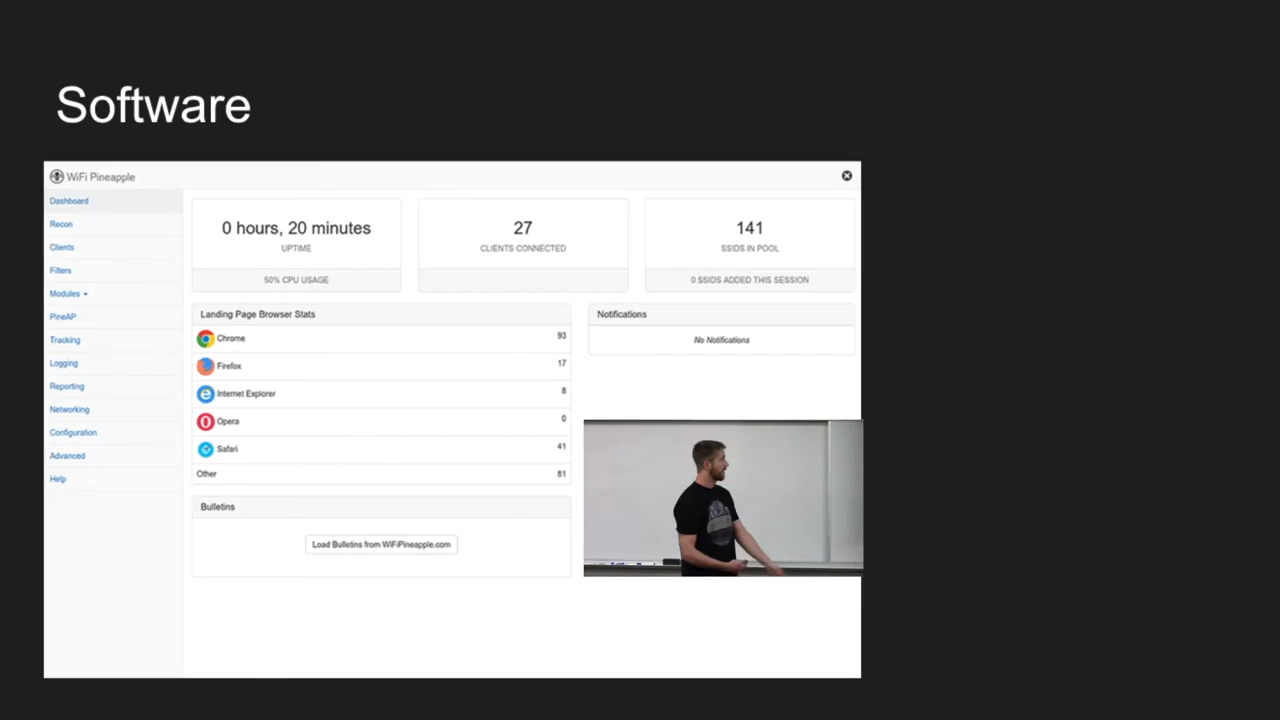 Software
WiFi Pineapple
Dashboard
Recon
Clients
Filters
Modules
PineAP
Tracking
Logging
Reporting
Networking
Configuration
Advanced
Help
0 hours, 20 minutes
UPTIME
50% CPU USAGE
27
CLIENTS CONNECTED
141
SSIDS IN POOL
0 SSIDS ADDED THIS SESSION
Landing Page Browser Stats
Chrome 93
Firefox 17
Internet Explorer 8
Opera 0
Safari 41
Other 81
Notifications
No Notifications
Bulletins
Load Bulletins from WiFiPineapple.com